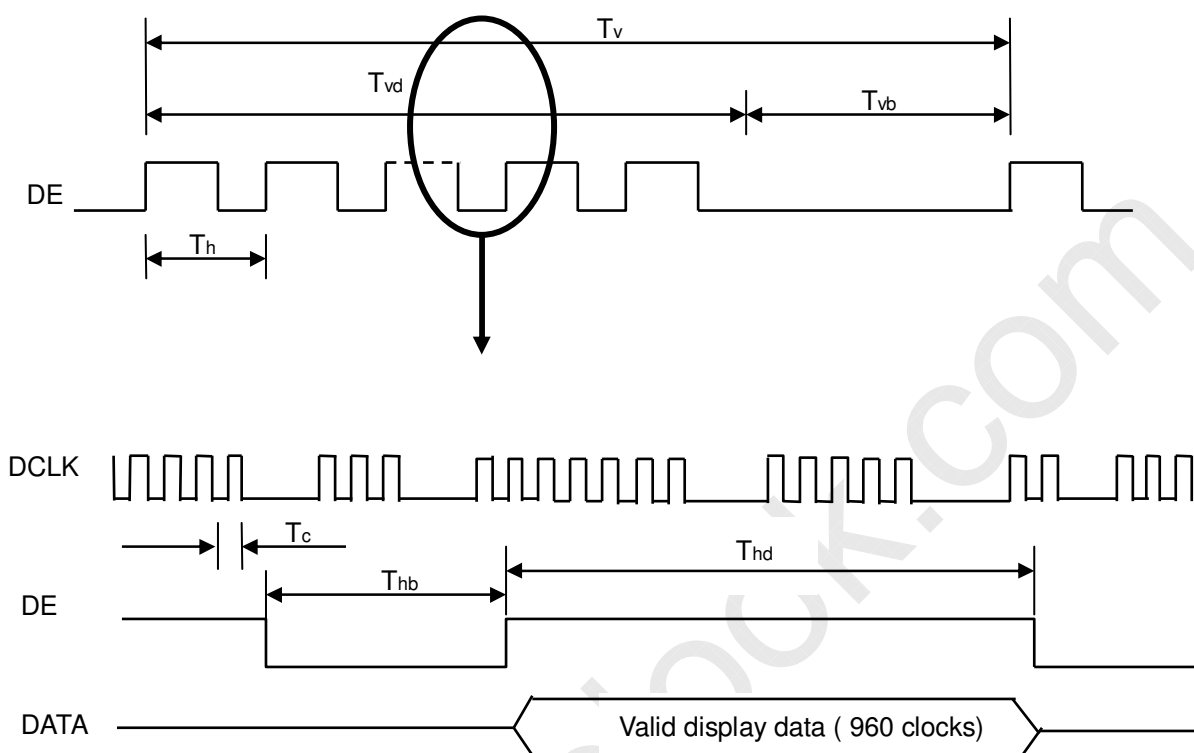 Tv
Tvd
Tvb
DE
Th
DCLK
Tc
Thd
Thb
DE
DATA
Valid display data ( 960 clocks)